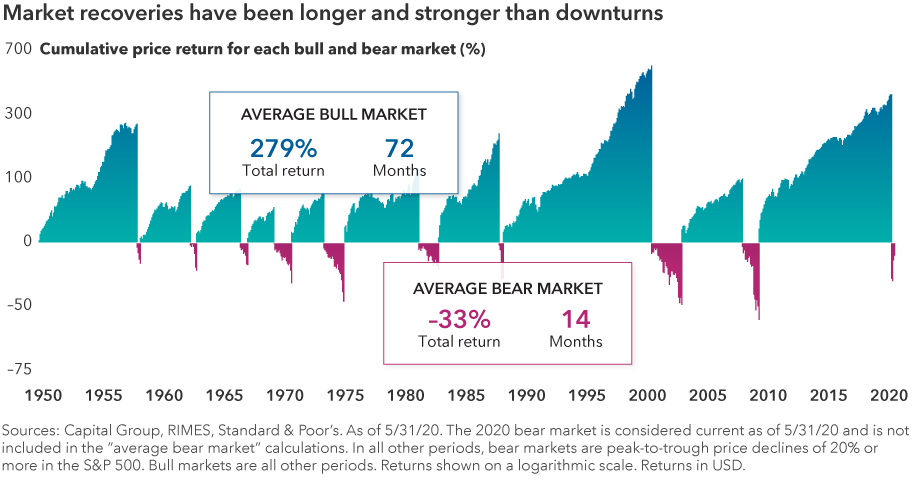 Market recoveries have been longer and stronger than downturns
700 Cumulative price return for each bull and bear market (%)
300
100
0
–50
–75
AVERAGE BULL MARKET
279% 72
Total return Months
AVERAGE BEAR MARKET
–33% 14
Total return Months
1950 1955 1960 1965 1970 1975 1980 1985 1990 1995 2000 2005 2010 2015 2020
Sources: Capital Group, RIMES, Standard & Poor's. As of 5/31/20. The 2020 bear market is considered current as of 5/31/20 and is not
included in the “average bear market” calculations. In all other periods, bear markets are peak-to-trough price declines of 20% or
more in the S&P 500. Bull markets are all other periods. Returns shown on a logarithmic scale. Returns in USD.